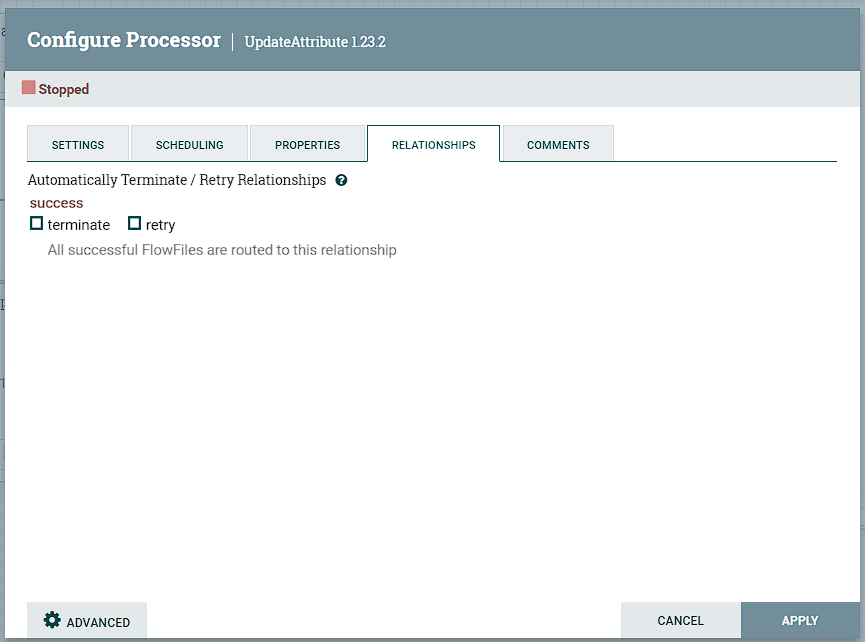 Configure Processor | UpdateAttribute 1.23.2
Stopped
SETTINGS SCHEDULING PROPERTIES RELATIONSHIPS COMMENTS
Automatically Terminate / Retry Relationships ?
success
terminate retry
All successful FlowFiles are routed to this relationship
ADVANCED CANCEL APPLY